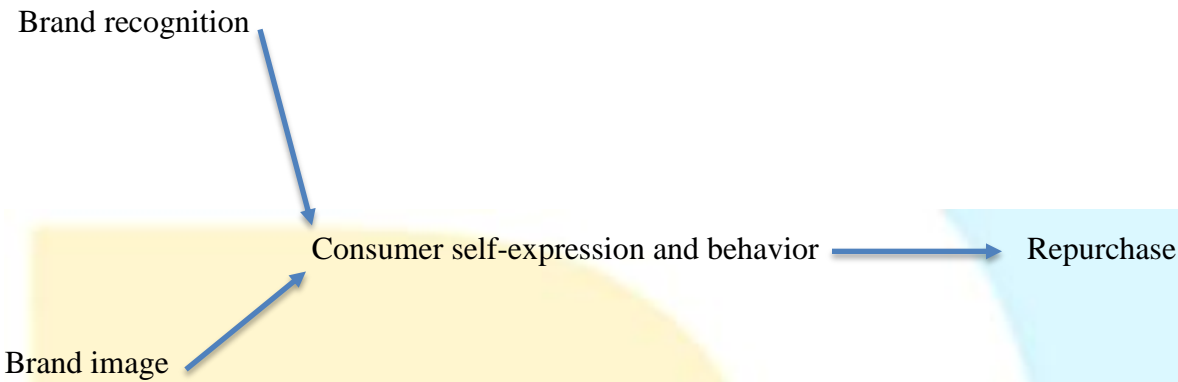 Brand recognition
Consumer self-expression and behavior
Repurchase
Brand image